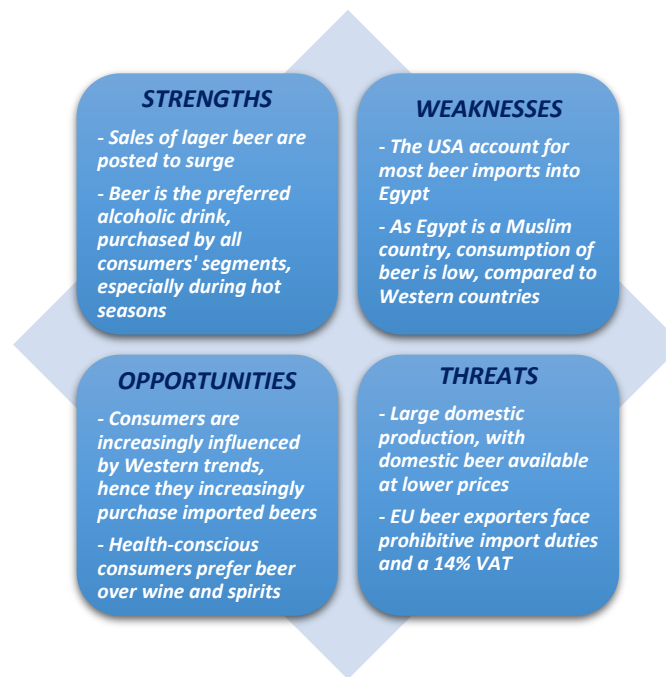 STRENGTHS
- Sales of lager beer are
posted to surge
- Beer is the preferred
alcoholic drink,
purchased by all
consumers' segments,
especially during hot
seasons
WEAKNESSES
- The USA account for
most beer imports into
Egypt
- As Egypt is a Muslim
country, consumption of
beer is low, compared to
Western countries
OPPORTUNITIES
- Consumers are
increasingly influenced
by Western trends,
hence they increasingly
purchase imported beers
- Health-conscious
consumers prefer beer
over wine and spirits
THREATS
- Large domestic
production, with
domestic beer available
at lower prices
- EU beer exporters face
prohibitive import duties
and a 14% VAT